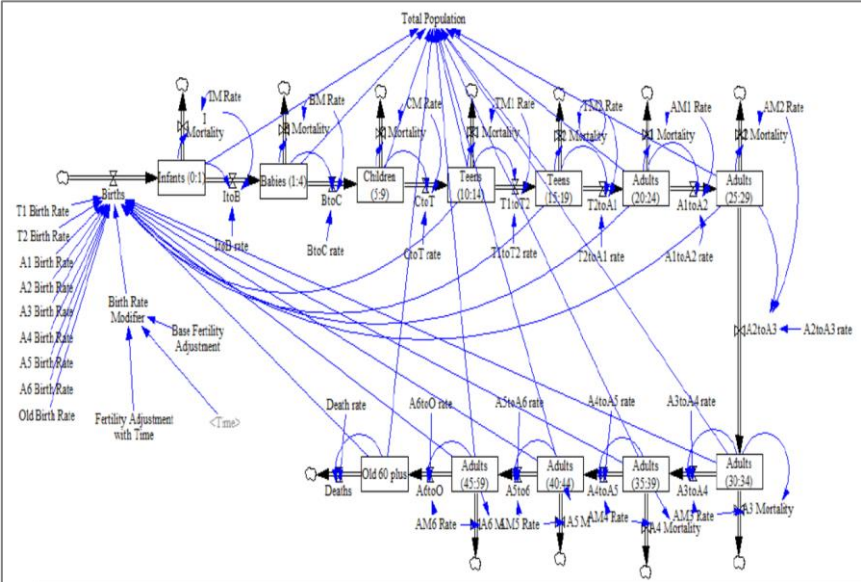 Total Population
IM Rate
BM Rate
CM Rate
TM1 Rate
TM2 Rate
AM1 Rate
AM2 Rate
I
Mortality
B Mortality
C Mortality
1 Mortality
2 Mortality
1 Mortality
2 Mortality
Infants (0:1)
Babies (1:4)
Children
(5:9)
Teens
(10:14)
Teens
(15:19)
Adults
(20:24)
Adults
(25:29)
Births
ItoB
BtoC
CtoT
T1toT2
T2toA1
A1toA2
ItoB rate
BtoC rate
CtoT rate
T1toT2 rate
T2toA1 rate
A1toA2 rate
T1 Birth Rate
T2 Birth Rate
A1 Birth Rate
A2 Birth Rate
A3 Birth Rate
A4 Birth Rate
A5 Birth Rate
A6 Birth Rate
Old Birth Rate
Birth Rate
Modifier
Base Fertility
Adjustment
Fertility Adjustment
with Time
<Time>
A2toA3
A2toA3 rate
Death rate
A6toO rate
A5toA6 rate
A4toA5 rate
A3toA4 rate
Old 60 plus
Adults
(45:59)
Adults
(40:44)
Adults
(35:39)
Adults
(30:34)
Deaths
A6toO
A5to6
A4toA5
A3toA4
AM6 Rate
A6 M
AM5 Rate
A5 M
AM4 Rate
A4 Mortality
AM3 Rate
A3 Mortality